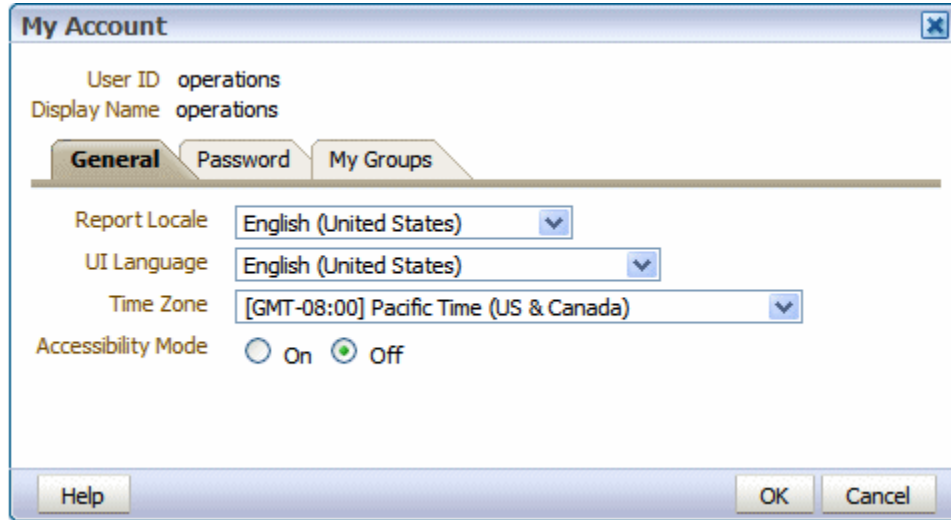 My Account
User ID operations
Display Name operations
General Password My Groups
Report Locale English (United States)
UI Language English (United States)
Time Zone [GMT-08:00] Pacific Time (US & Canada)
Accessibility Mode On Off
Help OK Cancel